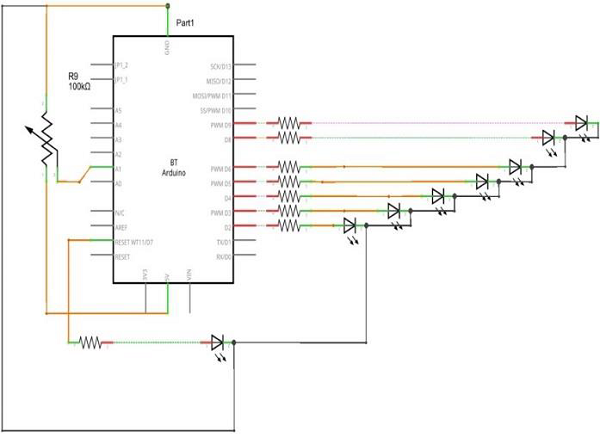 Part1
GND
R9
100kΩ
IP1_2
IP1_1
A5
A4
A3
A2
A1
A0
N/C
AREF
RESET WT11/D7
RESET
SCK/D13
MISO/D12
MOSI/PWM D11
SS/PWM D10
PWM D9
D8
PWM D6
PWM D5
D4
PWM D3
D2
TX/D1
RX/D0
BT
Arduino
3V3
5V
VIN